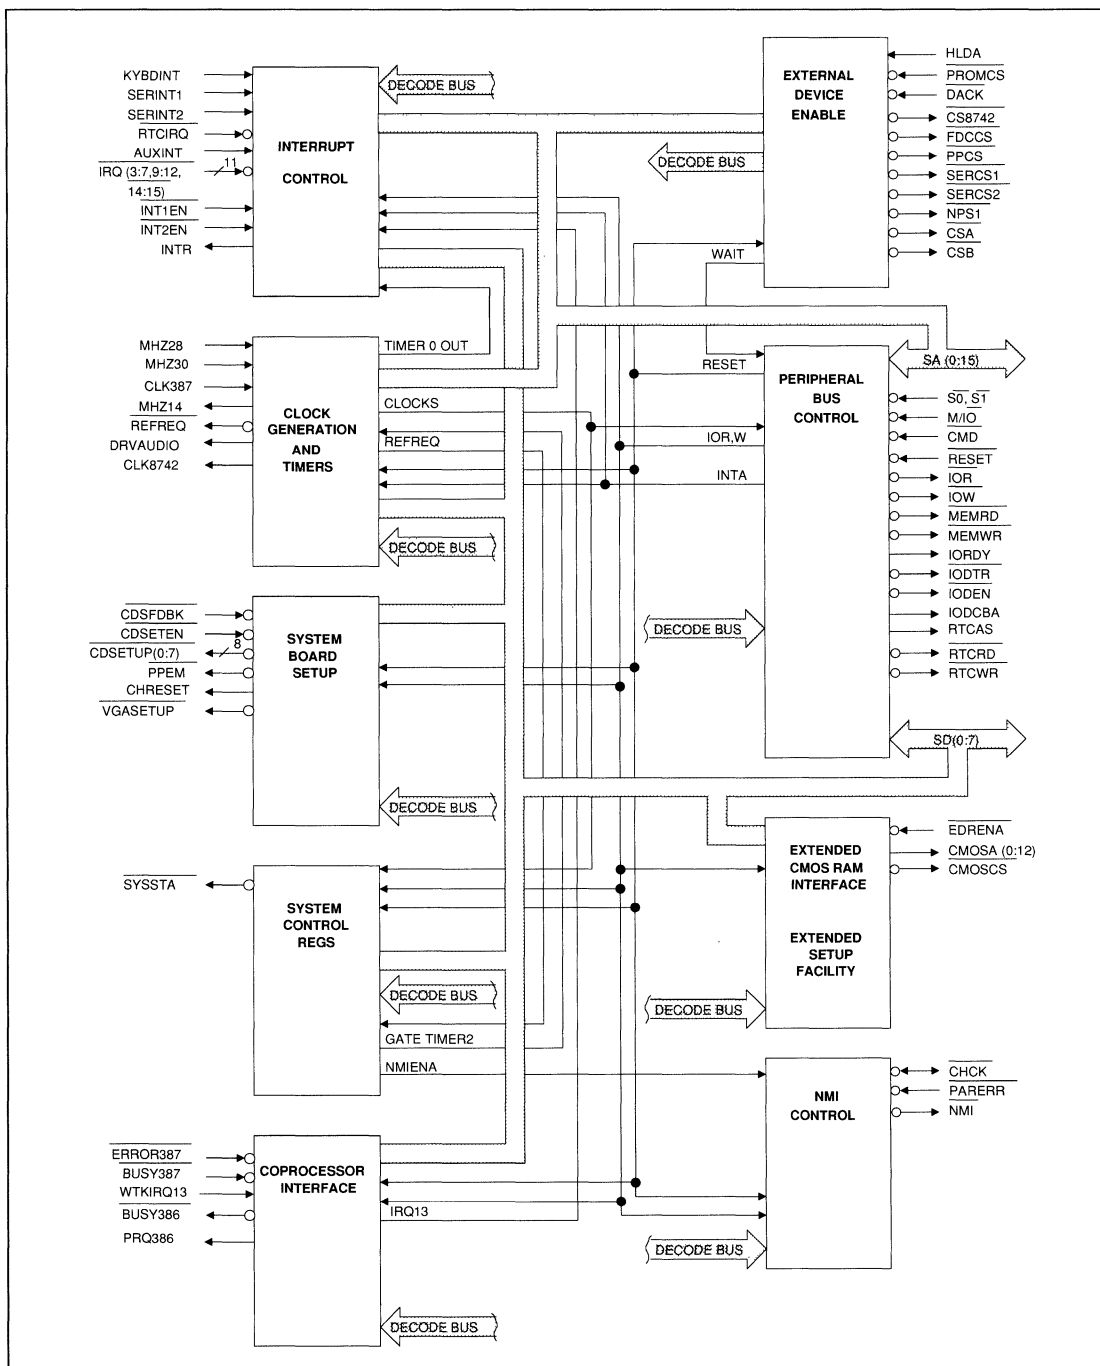 KYBDINT
SERINT1
SERINT2
RTCIRQ
AUXINT
IRQ (3:7,9:12,
14:15)
11
INT1EN
INT2EN
INTR
INTERRUPT
CONTROL
DECODE BUS
MHZ28
MHZ30
CLK387
MHZ14
REFREQ
DRVAUDIO
CLK8742
CLOCK
GENERATION
AND
TIMERS
TIMER 0 OUT
CLOCKS
REFREQ
DECODE BUS
CDSFDBK
CDSETEN
CDSETUP(0:7)
8
PPEM
CHRESET
VGASETUP
SYSTEM
BOARD
SETUP
DECODE BUS
SYSSTA
SYSTEM
CONTROL
REGS
DECODE BUS
GATE TIMER2
NMIENA
ERROR387
BUSY387
WTKIRQ13
BUSY386
PRQ386
COPROCESSOR
INTERFACE
IRQ13
DECODE BUS
EXTERNAL
DEVICE
ENABLE
DECODE BUS
WAIT
HLDA
PROMCS
DACK
CS8742
FDCCS
PPCS
SERCS1
SERCS2
NPS1
CSA
CSB
RESET
IOR,W
INTA
PERIPHERAL
BUS
CONTROL
DECODE BUS
SA (0:15)
S0, S1
M/IO
CMD
RESET
IOR
IOW
MEMRD
MEMWR
IORDY
IODTR
IODEN
IODCBA
RTCAS
RTCRD
RTCWR
SD(0:7)
EXTENDED
CMOS RAM
INTERFACE
EXTENDED
SETUP
FACILITY
DECODE BUS
EDRENA
CMOSA (0:12)
CMOSCS
NMI
CONTROL
DECODE BUS
CHCK
PARERR
NMI